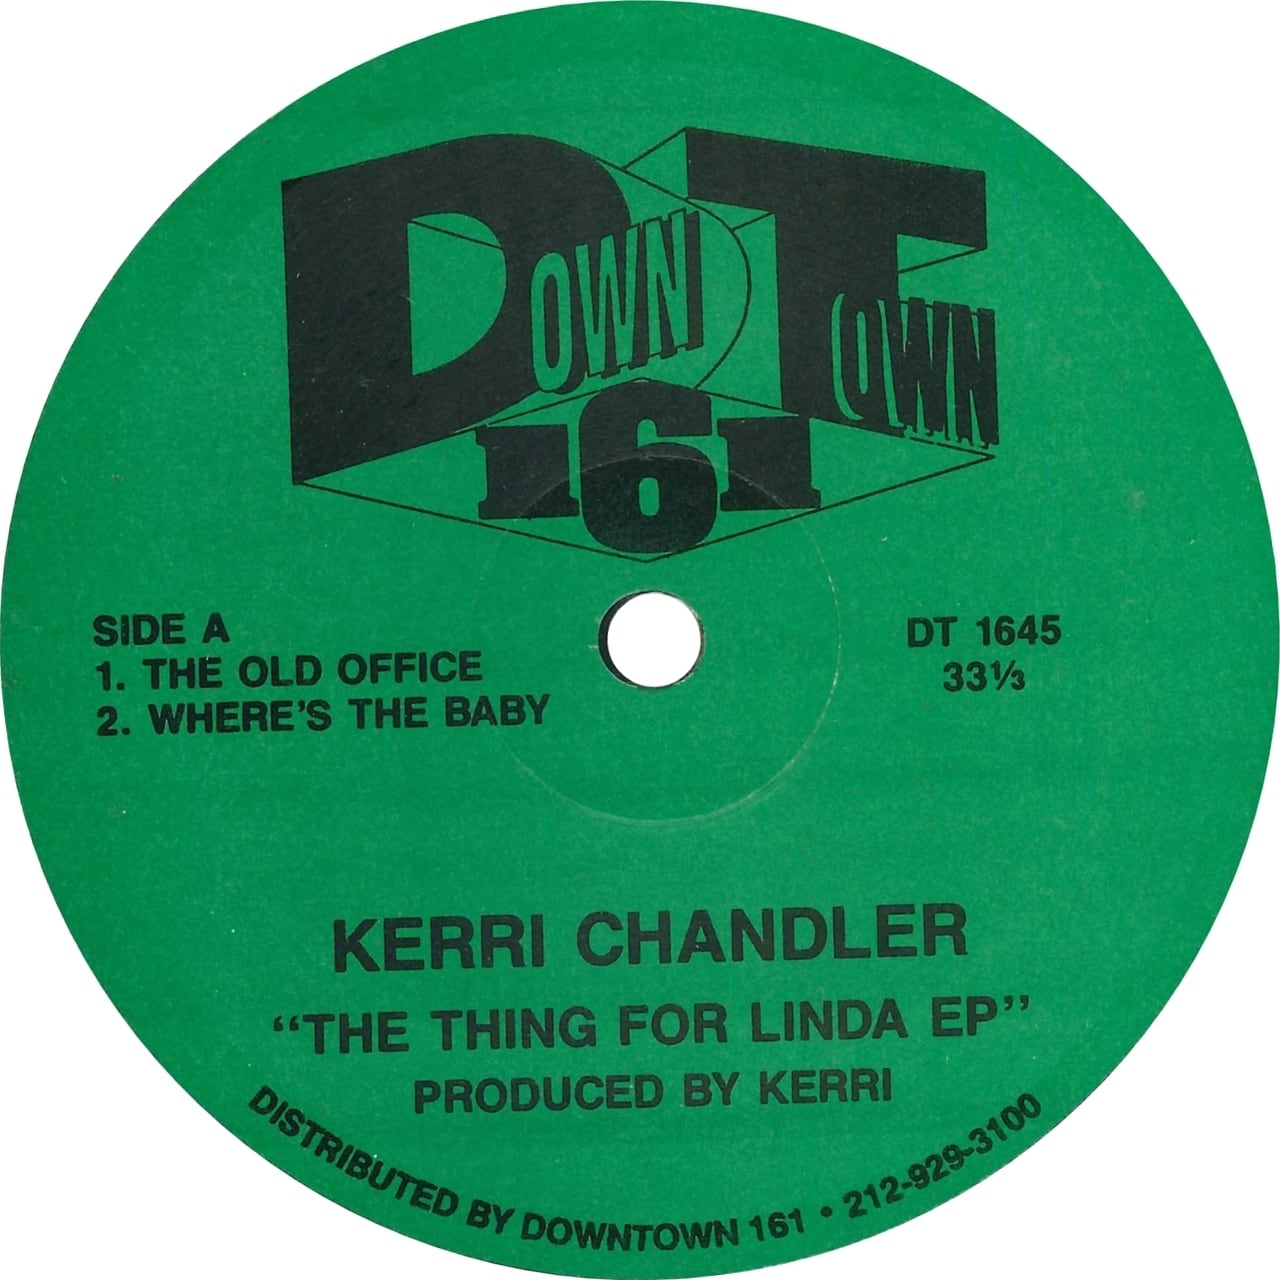 DOWN TOWN
161
SIDE A
1. THE OLD OFFICE
2. WHERE'S THE BABY
DT 1645
33⅓
KERRI CHANDLER
"THE THING FOR LINDA EP"
PRODUCED BY KERRI
DISTRIBUTED BY DOWNTOWN 161 • 212-929-3100